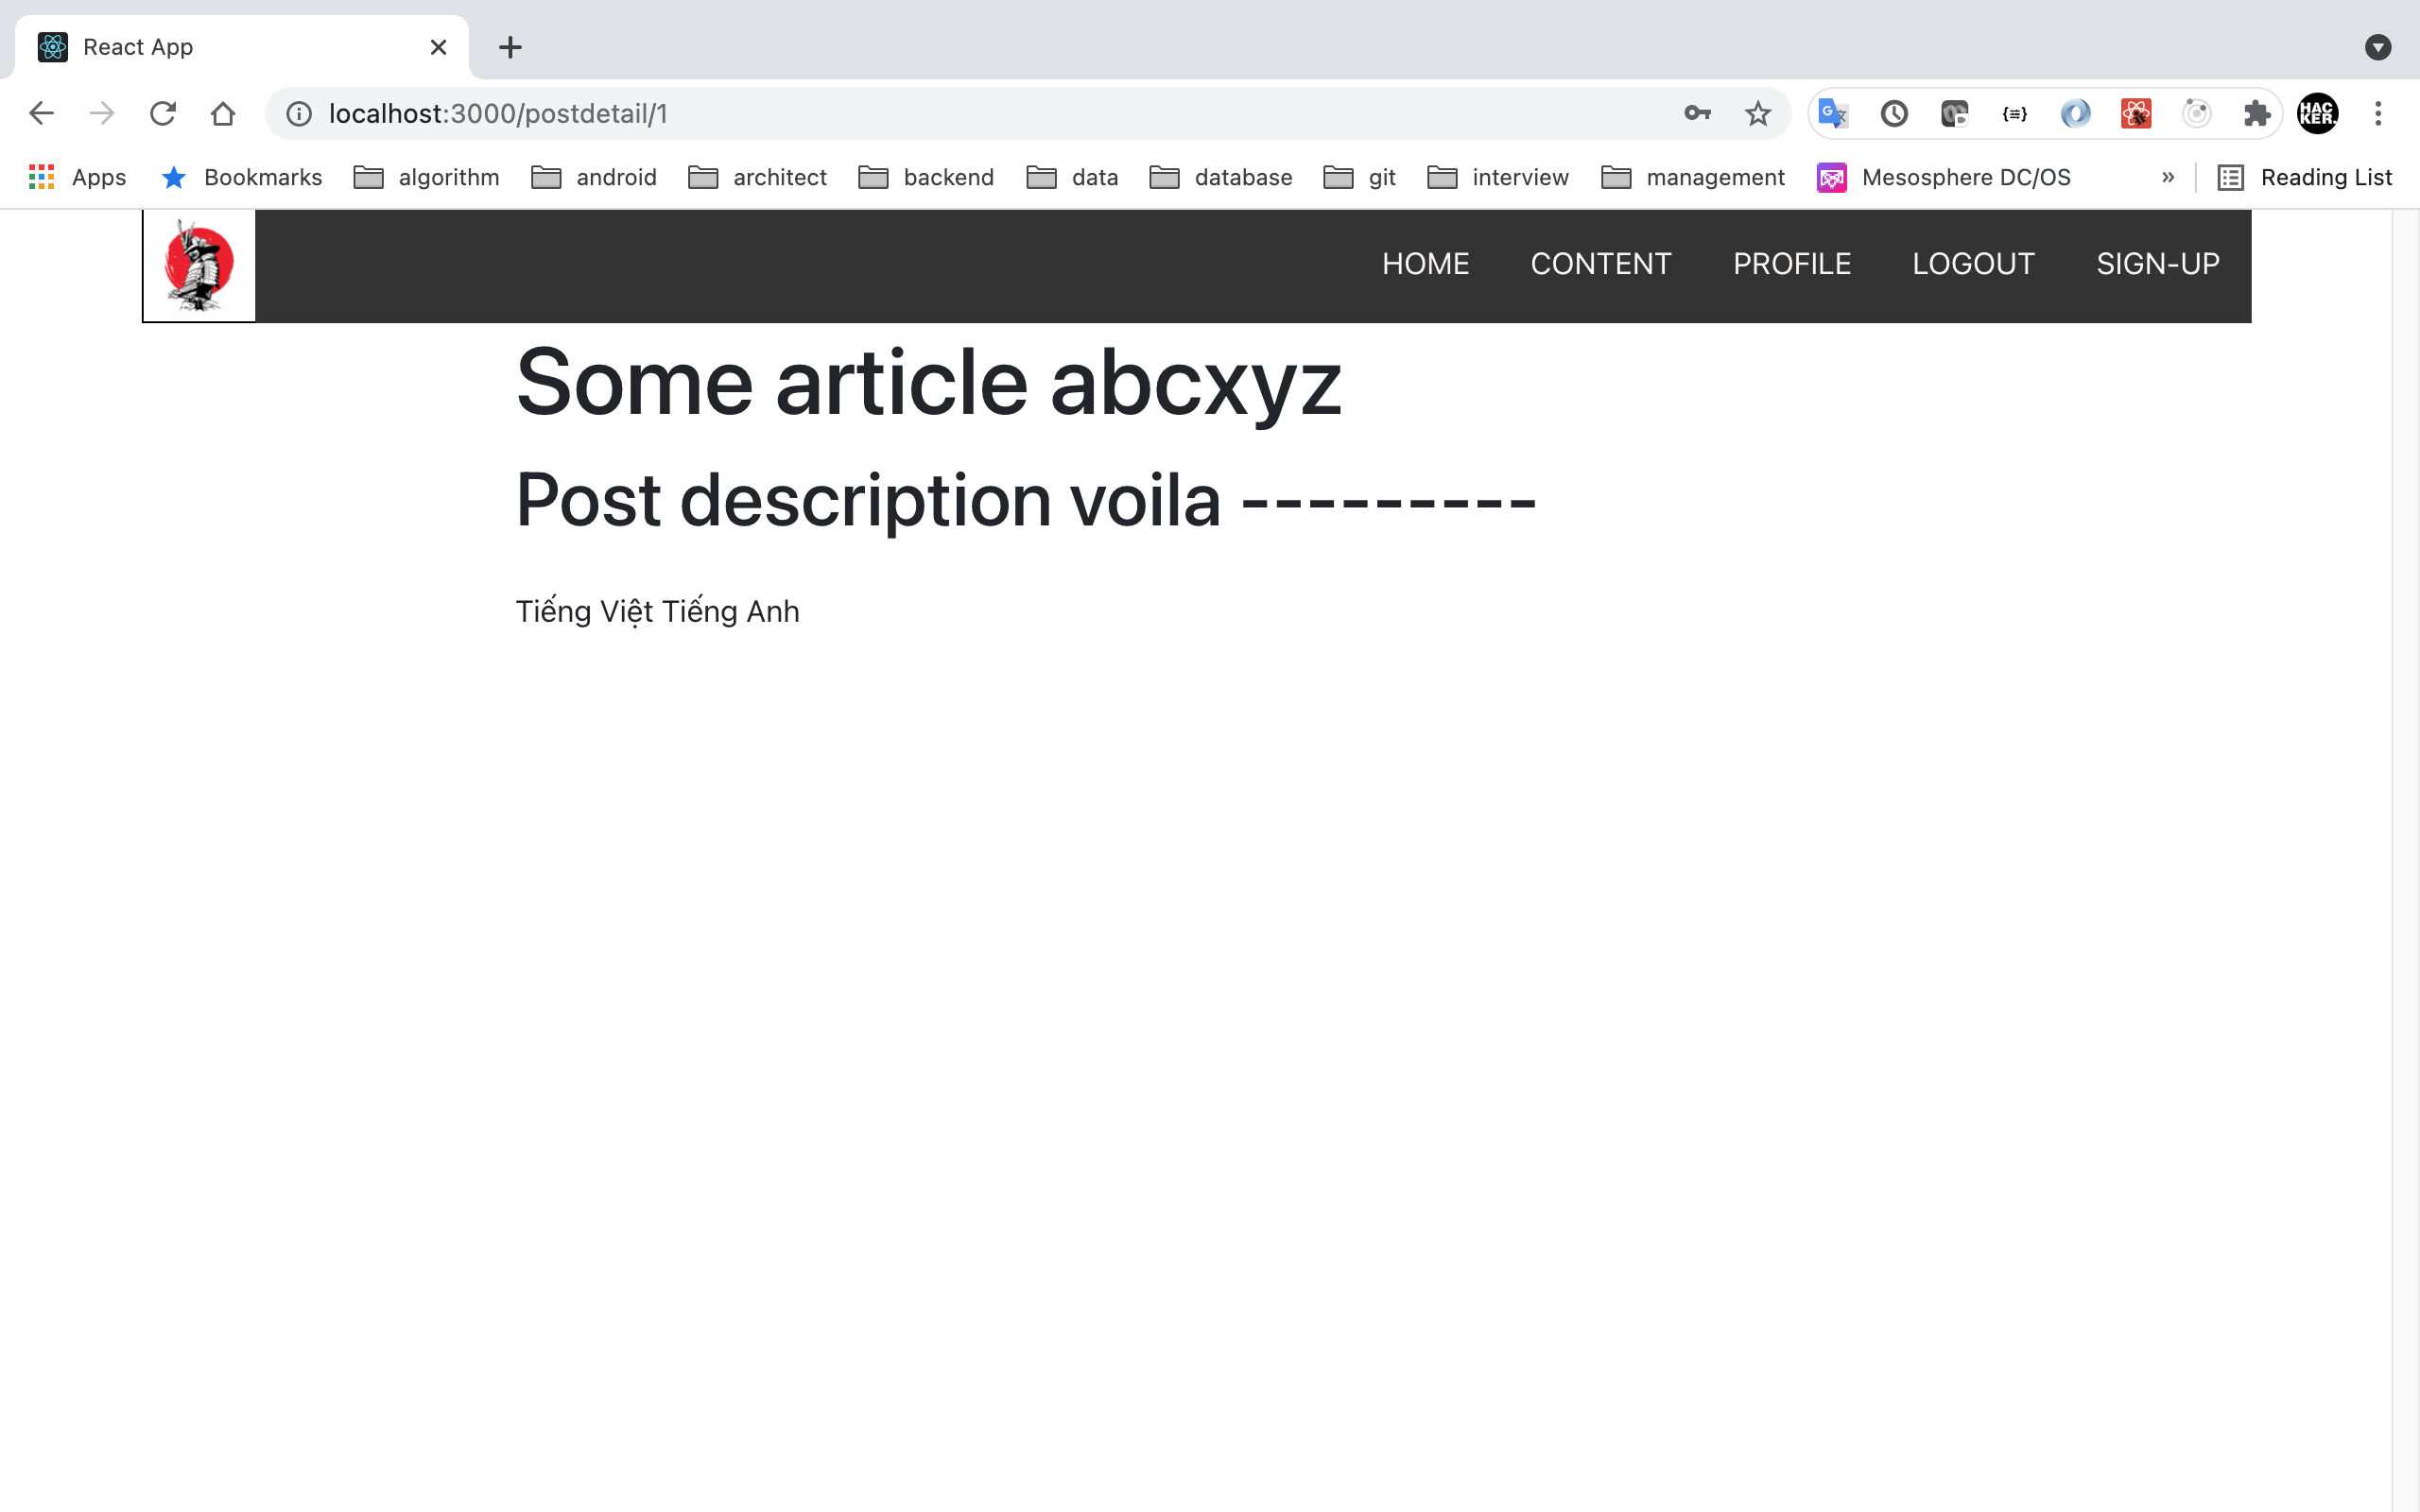 React App
localhost:3000/postdetail/1
HAC
KER.
Apps Bookmarks algorithm android architect backend data database git interview management Mesosphere DC/OS » Reading List
HOME CONTENT PROFILE LOGOUT SIGN-UP
Some article abcxyz
Post description voila ---------
Tiếng Việt Tiếng Anh